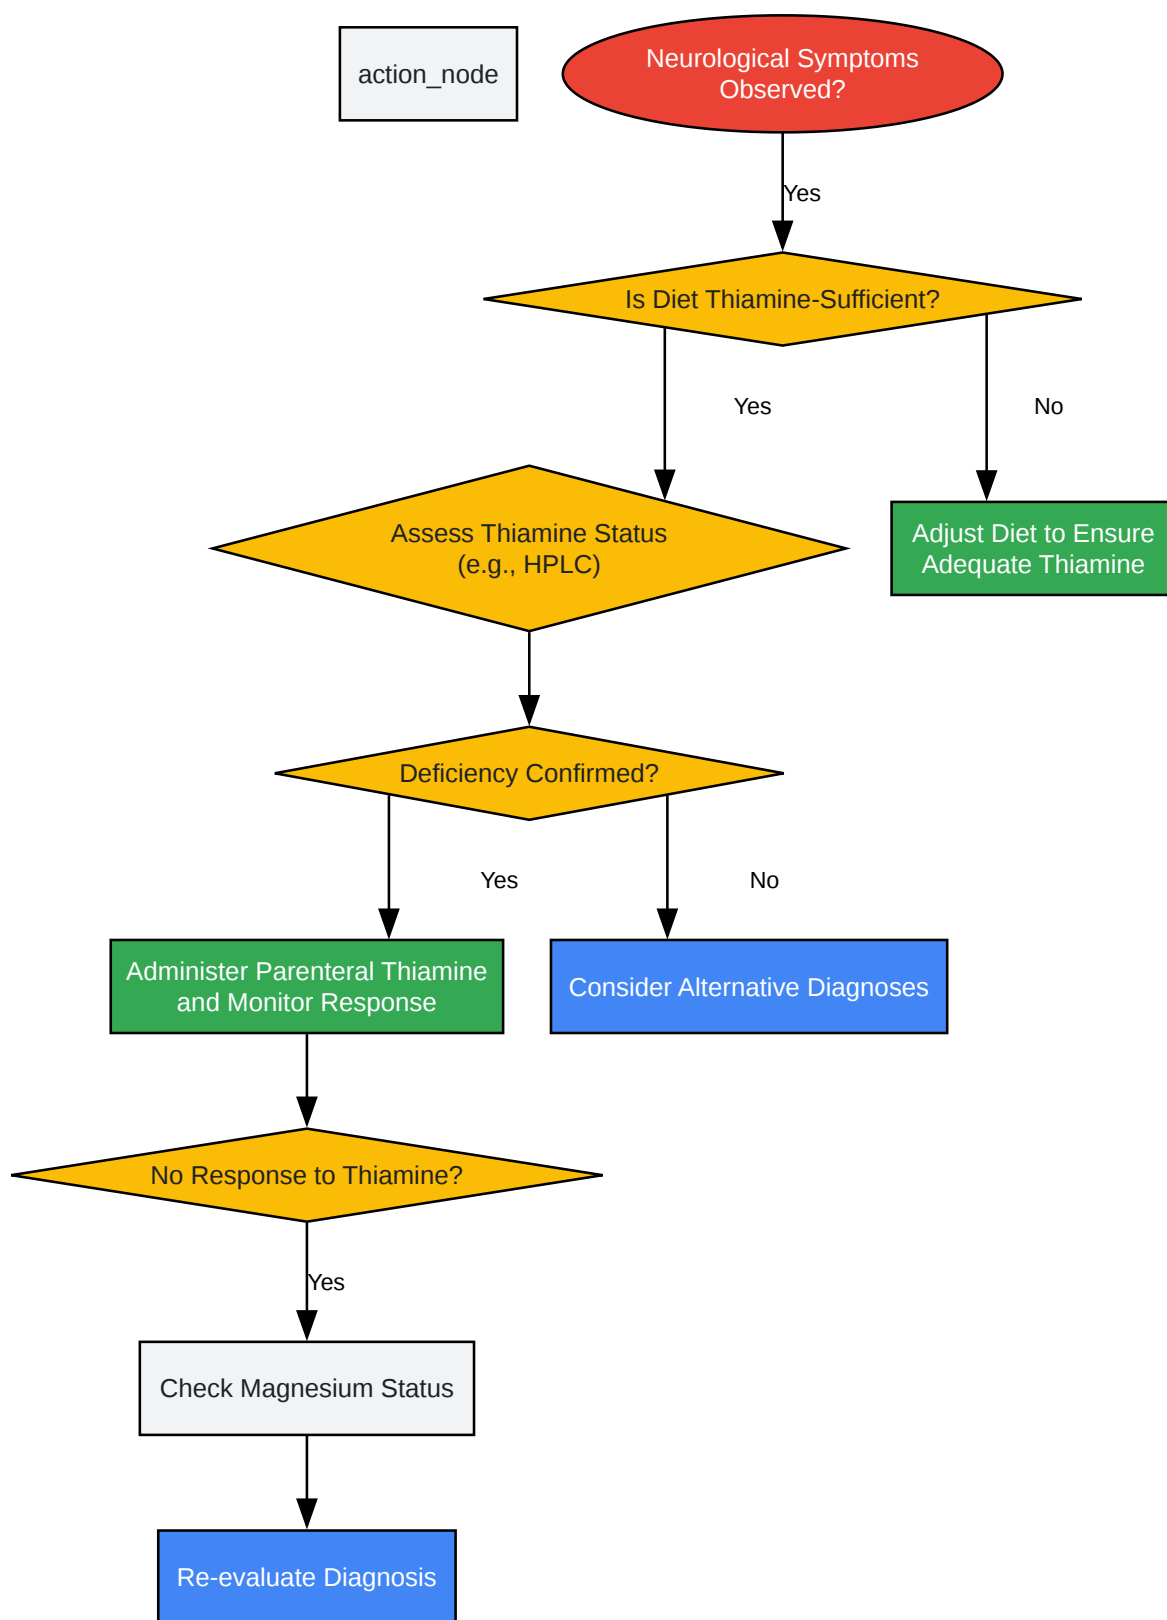 action_node
Neurological Symptoms
Observed?
Yes
Is Diet Thiamine-Sufficient?
Yes
No
Assess Thiamine Status
(e.g., HPLC)
Adjust Diet to Ensure
Adequate Thiamine
Deficiency Confirmed?
Yes
No
Administer Parenteral Thiamine
and Monitor Response
Consider Alternative Diagnoses
No Response to Thiamine?
Yes
Check Magnesium Status
Re-evaluate Diagnosis